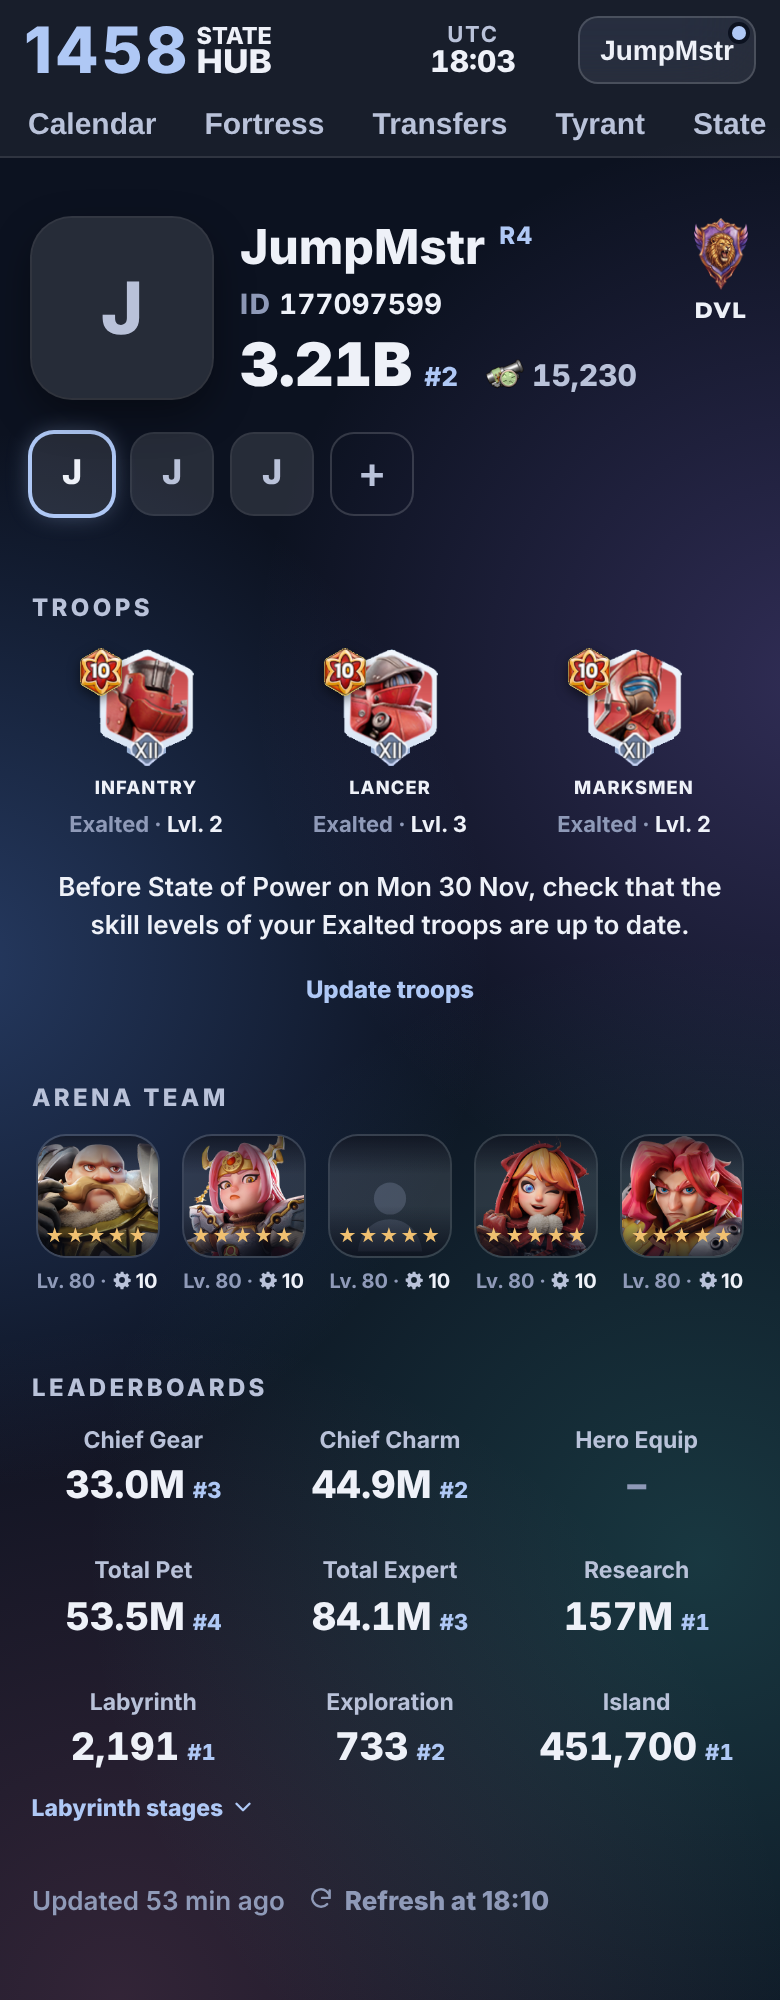 1458 STATE HUB
UTC
18:03
JumpMstr
Calendar Fortress Transfers Tyrant State
J
JumpMstr R4
ID 177097599
3.21B #2 15,230
DVL
J J J +
TROOPS
10 10 10
XII XII XII
INFANTRY LANCER MARKSMEN
Exalted · Lvl. 2 Exalted · Lvl. 3 Exalted · Lvl. 2
Before State of Power on Mon 30 Nov, check that the
skill levels of your Exalted troops are up to date.
Update troops
ARENA TEAM
Lv. 80 · 10 Lv. 80 · 10 Lv. 80 · 10 Lv. 80 · 10 Lv. 80 · 10
LEADERBOARDS
Chief Gear Chief Charm Hero Equip
33.0M #3 44.9M #2 –
Total Pet Total Expert Research
53.5M #4 84.1M #3 157M #1
Labyrinth Exploration Island
2,191 #1 733 #2 451,700 #1
Labyrinth stages
Updated 53 min ago Refresh at 18:10